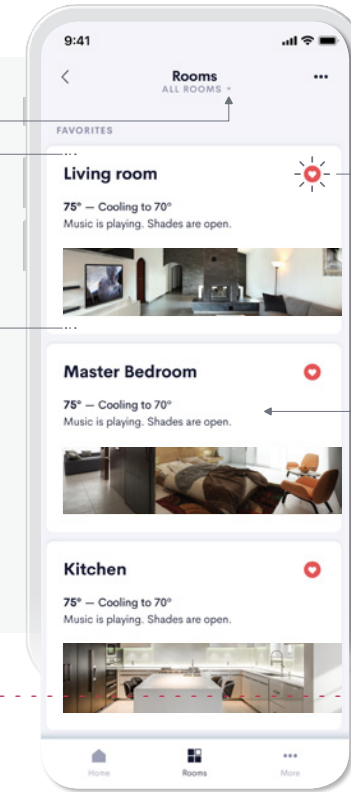 9:41
Rooms
ALL ROOMS
FAVORITES
Living room
75° — Cooling to 70°
Music is playing. Shades are open.
Master Bedroom
75° — Cooling to 70°
Music is playing. Shades are open.
Kitchen
75° — Cooling to 70°
Music is playing. Shades are open.
Home
Rooms
More